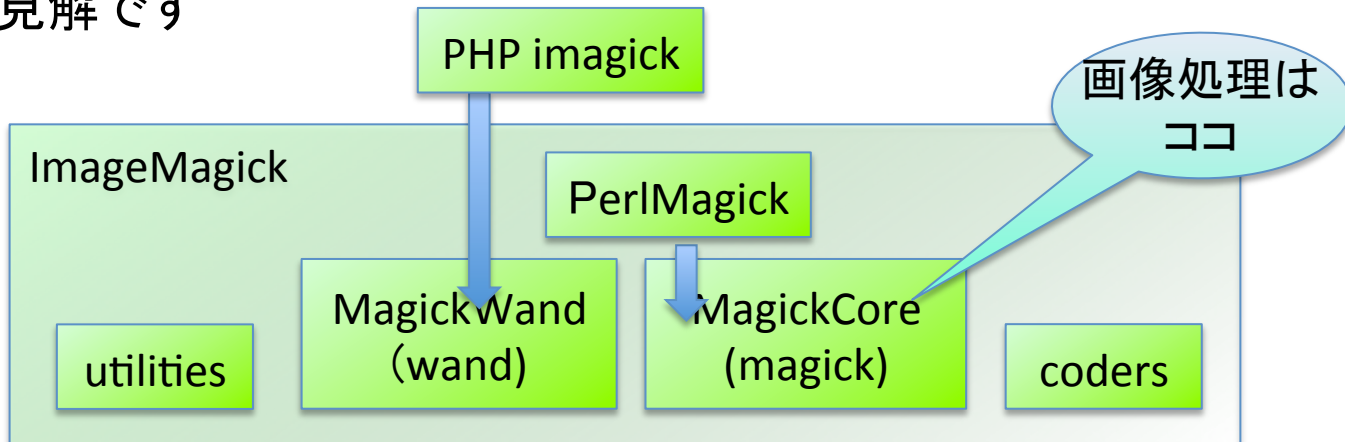 見解です
PHP imagick
画像処理は
ココ
ImageMagick
PerlMagick
MagickWand
（wand)
MagickCore
(magick)
utilities
coders